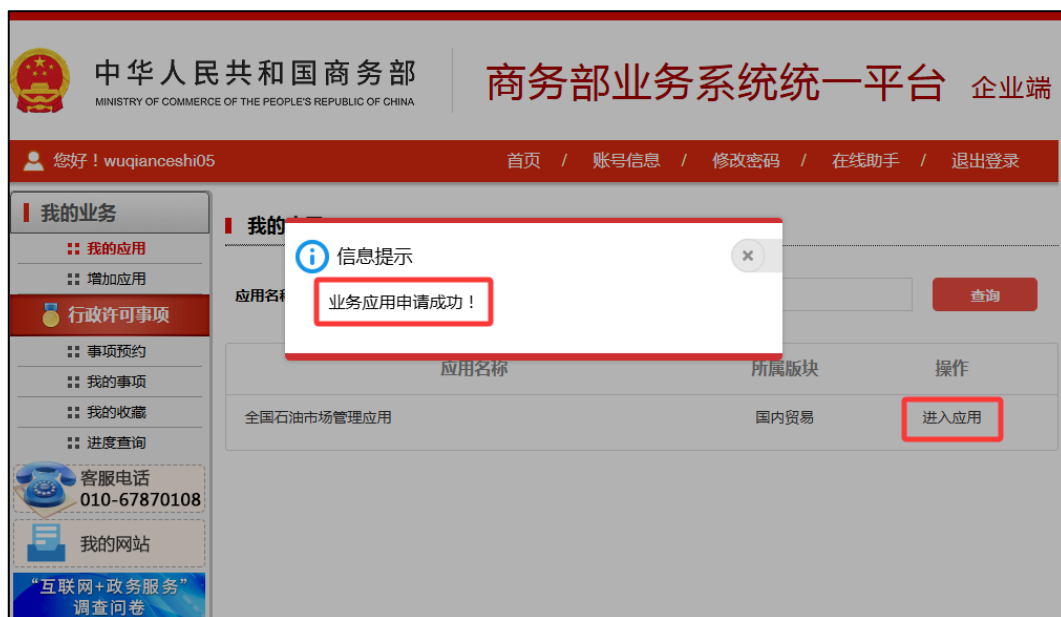 中华人民共和国商务部
MINISTRY OF COMMERCE OF THE PEOPLE'S REPUBLIC OF CHINA
商务部业务系统统一平台 企业端
您好！wuqianceshi05
首页 / 账号信息 / 修改密码 / 在线助手 / 退出登录
我的业务
我的应用
增加应用
行政许可事项
事项预约
我的事项
我的收藏
进度查询
客服电话
010-67870108
我的网站
“互联网+政务服务”
调查问卷
我的
信息提示
业务应用申请成功！
应用名
查询
应用名称 所属版块 操作
全国石油市场管理应用 国内贸易 进入应用